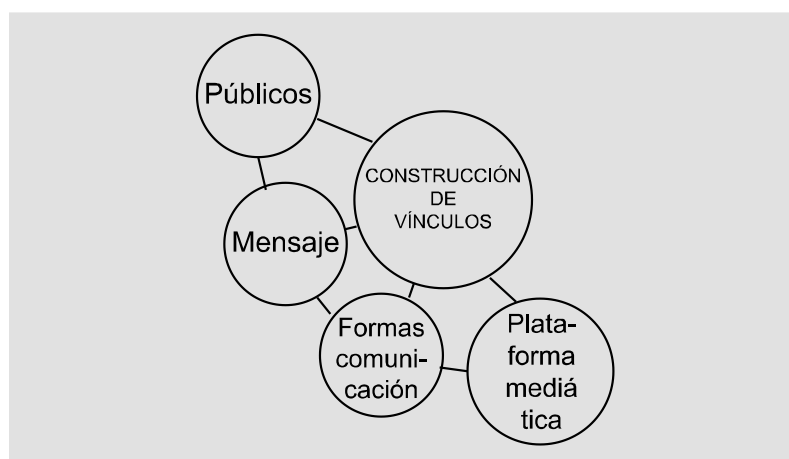 Públicos
CONSTRUCCIÓN
DE
VÍNCULOS
Mensaje
Formas
comuni-
cación
Plata-
forma
mediá
tica